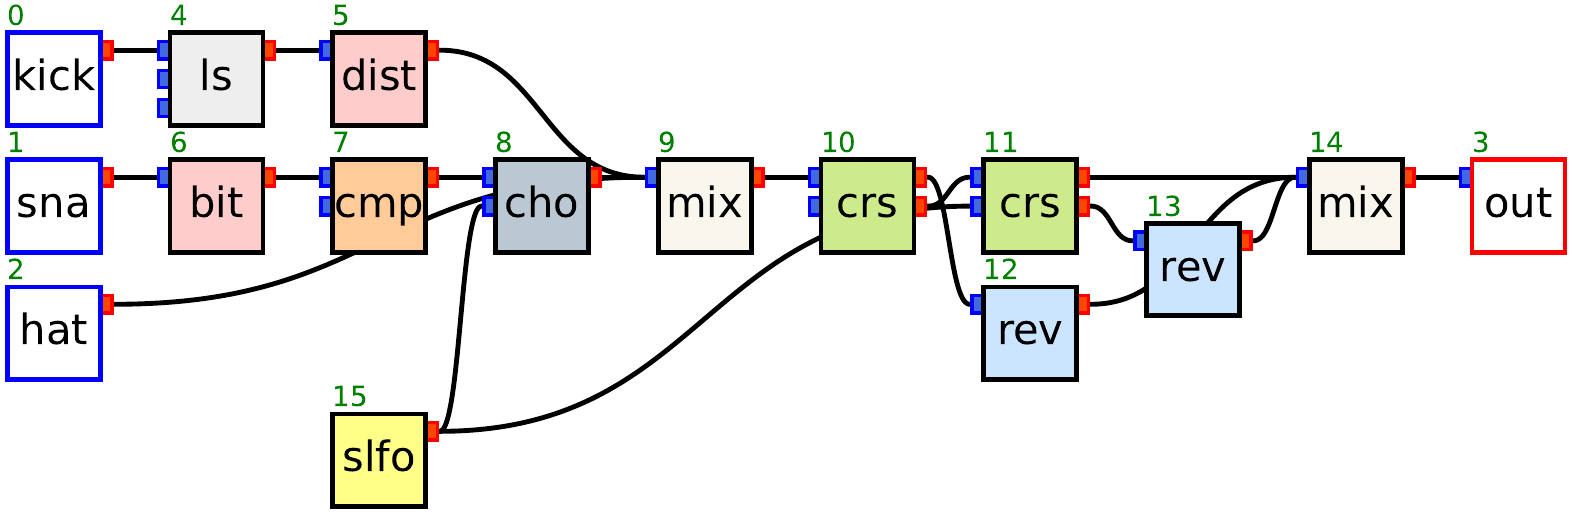 0 4 5
kick ls dist
1 6 7 8 9 10 11 14 3
sna bit cmp cho mix crs crs mix out
13
rev
2 12
hat rev
15
slfo